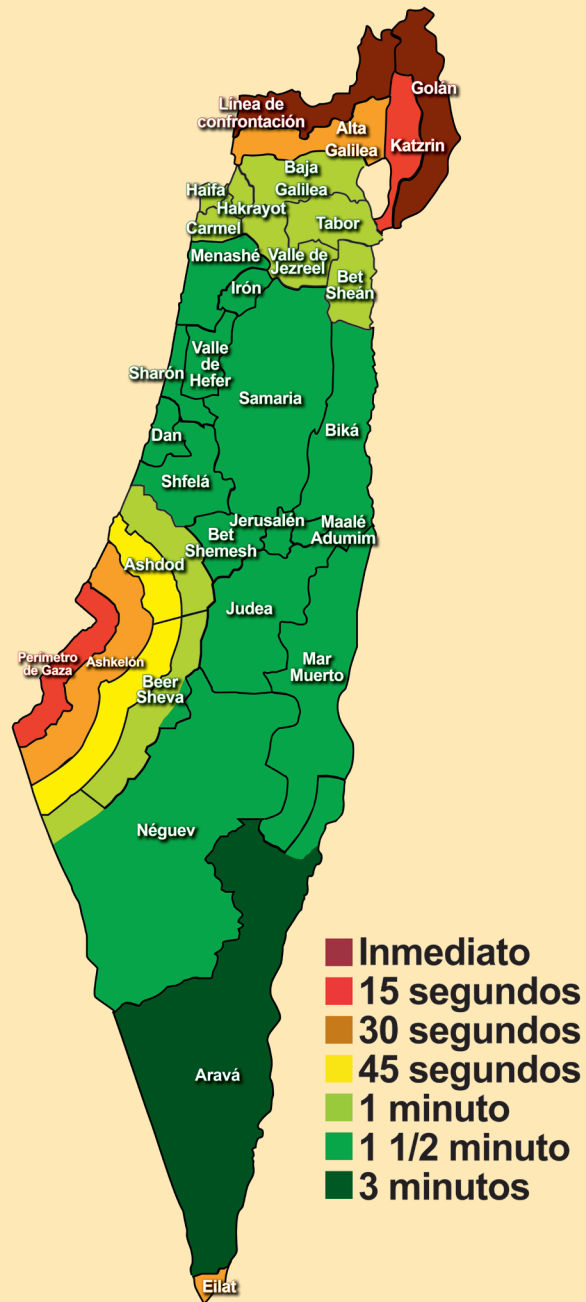 Golán
Línea de
confrontación
Alta
Galilea
Katzrin
Baja
Galilea
Haifa
Hakrayot
Carmel
Tabor
Menashé
Valle de
Jezreel
Bet
Sheán
Irón
Valle
de
Hefer
Sharón
Samaria
Biká
Dan
Shfelá
Jerusalén
Maalé
Adumim
Bet
Shemesh
Ashdod
Judea
Perímetro
de Gaza
Ashkelón
Mar
Muerto
Beer
Sheva
Néguev
Inmediato
15 segundos
30 segundos
45 segundos
1 minuto
1 1/2 minuto
3 minutos
Aravá
Eilat